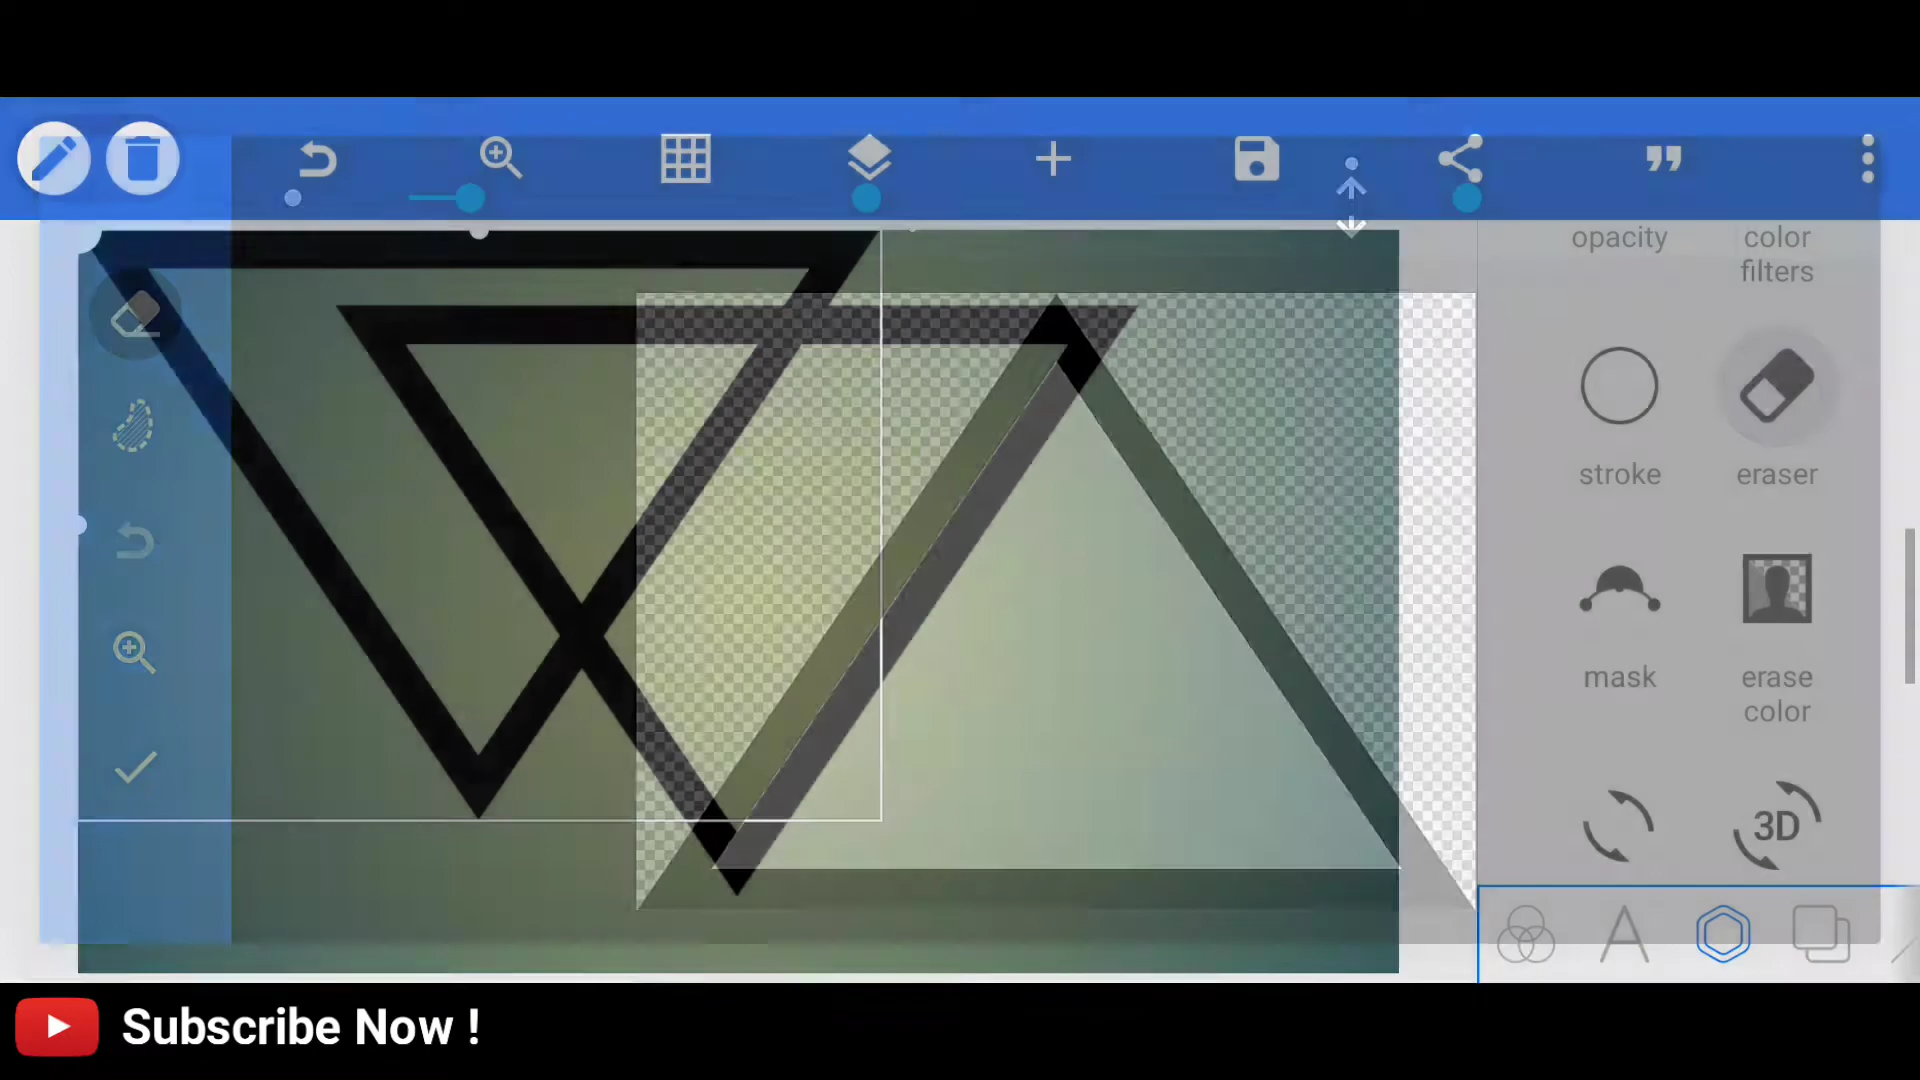 opacity
color
filters
stroke
eraser
mask
erase
color
3D
Subscribe Now !